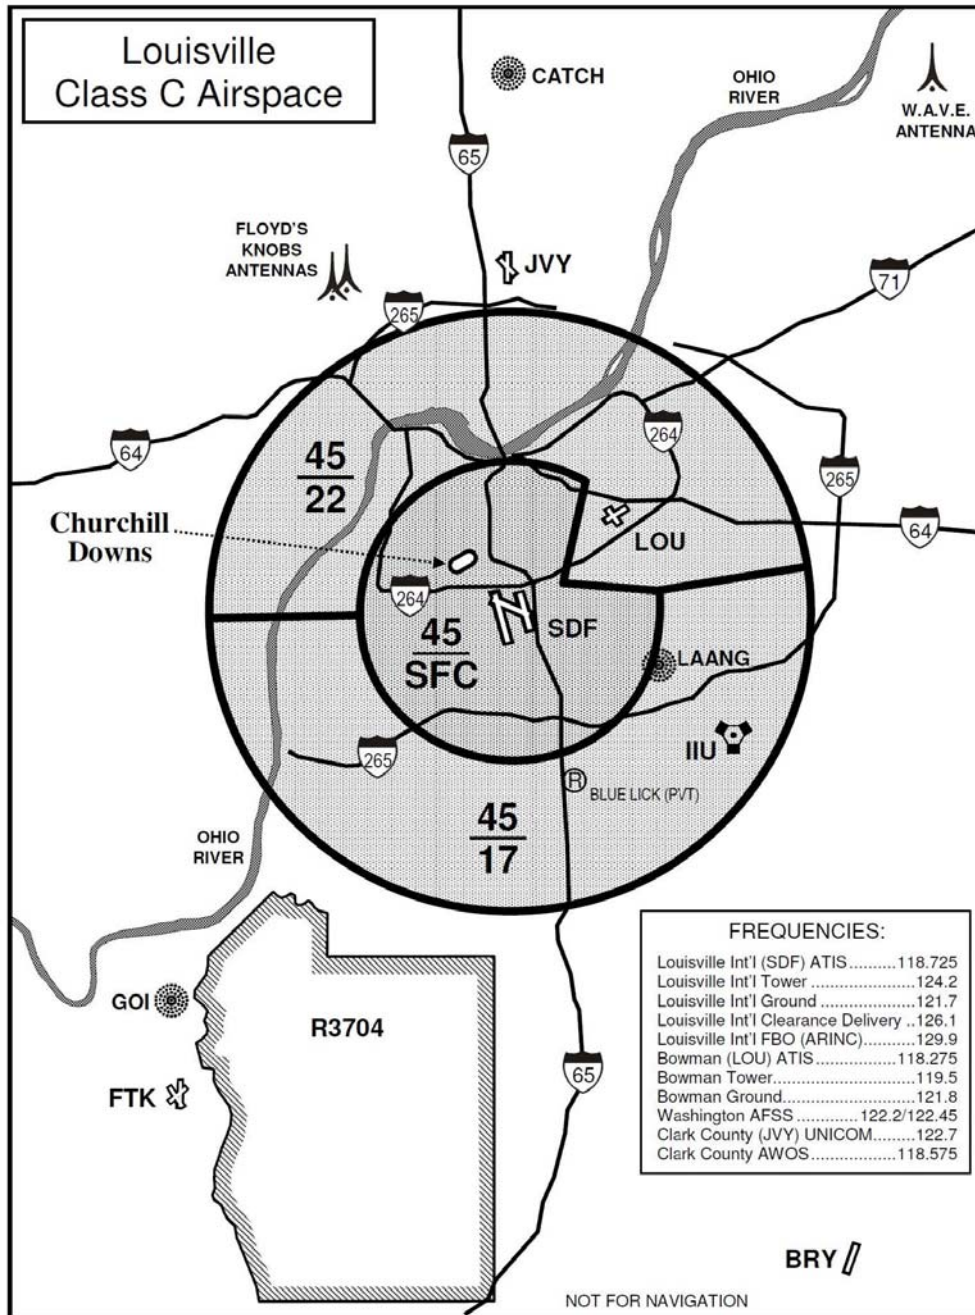 Louisville
Class C Airspace
CATCH
OHIO
RIVER
W.A.V.E.
ANTENNA
65
FLOYD'S
KNOBS
ANTENNAS
JVY
71
265
264
64
45
22
265
Churchill
Downs
LOU
64
264
SDF
45
SFC
LAANG
IIU
265
R
BLUE LICK (PVT)
45
17
OHIO
RIVER
FREQUENCIES:
Louisville Int'l (SDF) ATIS..........118.725
Louisville Int'l Tower ......................124.2
Louisville Int'l Ground ....................121.7
Louisville Int'l Clearance Delivery ..126.1
Louisville Int'l FBO (ARINC)..........129.9
Bowman (LOU) ATIS ................118.275
Bowman Tower..............................119.5
Bowman Ground............................121.8
Washington AFSS ............122.2/122.45
Clark County (JVY) UNICOM........122.7
Clark County AWOS..................118.575
GOI
R3704
65
FTK
BRY
NOT FOR NAVIGATION